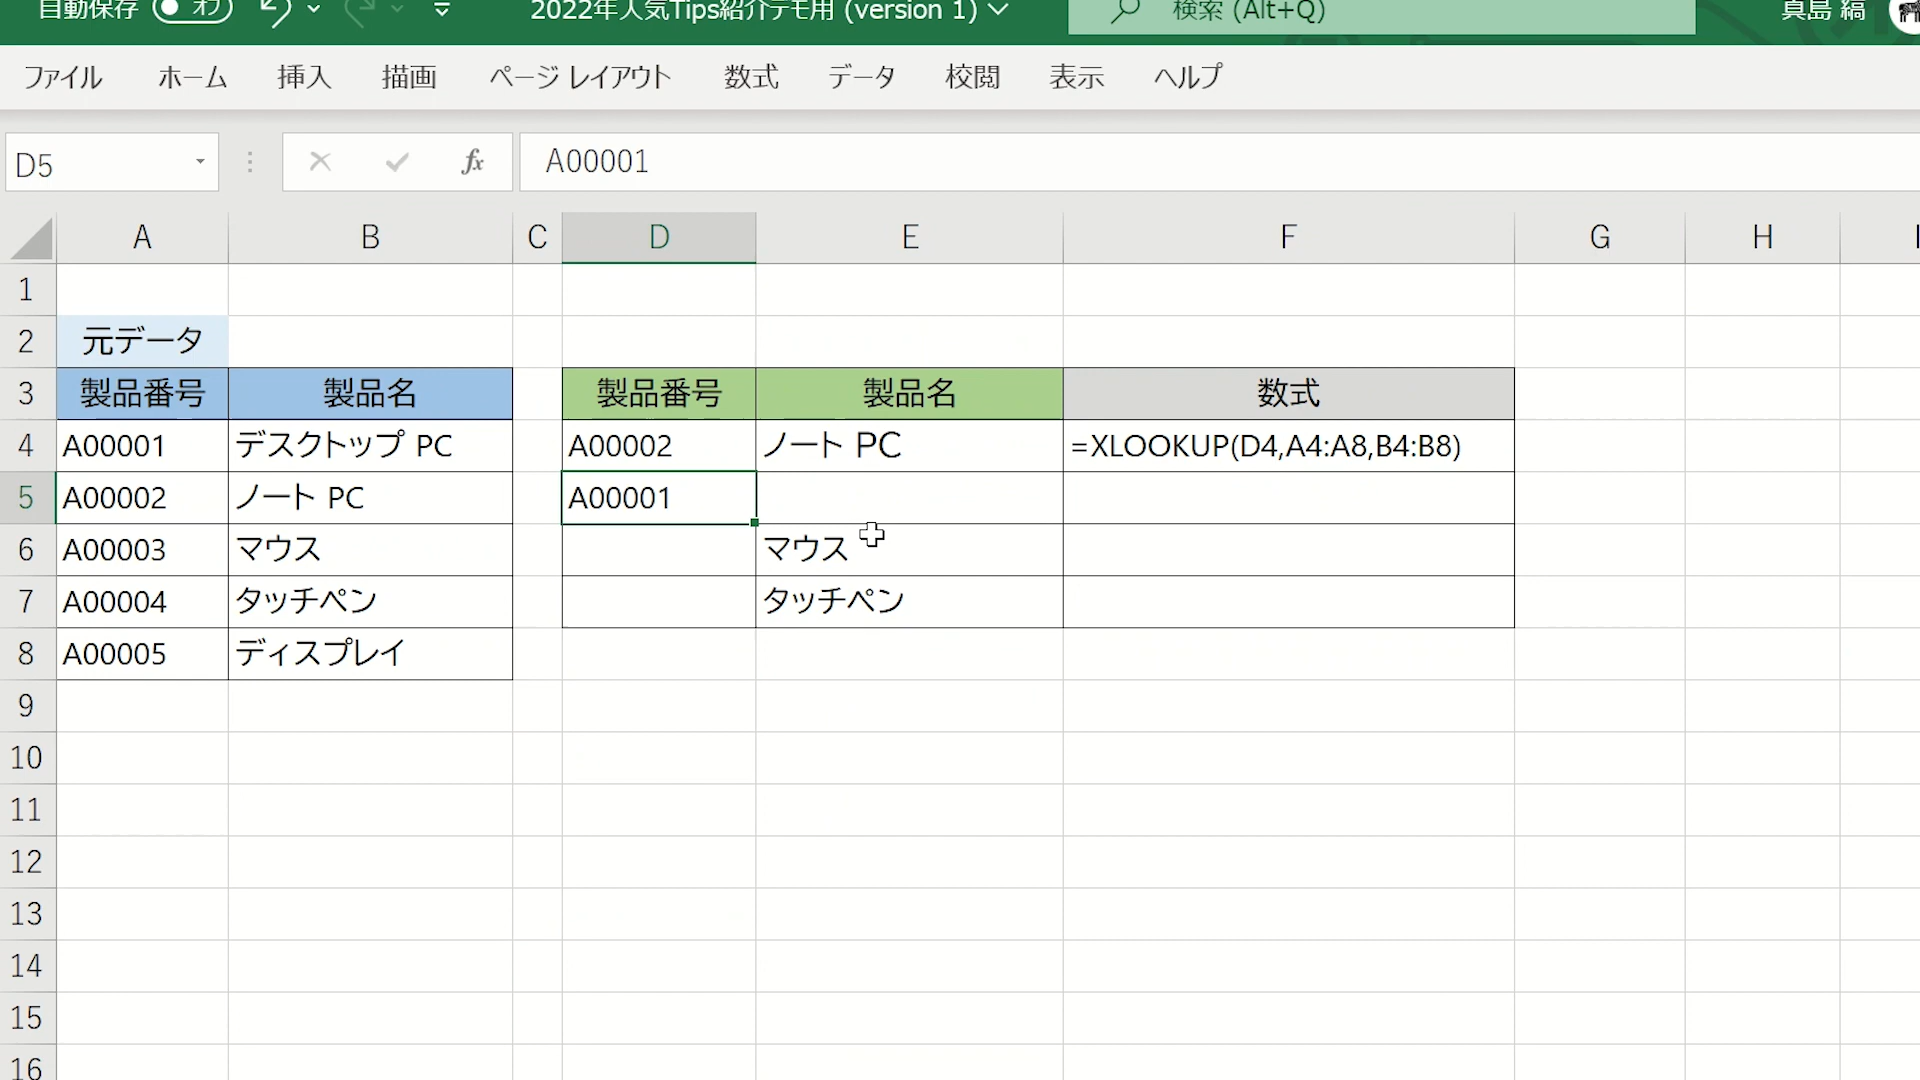 自動保存 オフ 2022年人気Tips紹介デモ用 (version 1) 検索 (Alt+Q) 真島 縞
ファイル ホーム 挿入 描画 ページ レイアウト 数式 データ 校閲 表示 ヘルプ
D5 fx A00001
A B C D E F G H I
1
2 元データ
3 製品番号 製品名 製品番号 製品名 数式
4 A00001 デスクトップ PC A00002 ノート PC =XLOOKUP(D4,A4:A8,B4:B8)
5 A00002 ノート PC A00001
6 A00003 マウス マウス
7 A00004 タッチペン タッチペン
8 A00005 ディスプレイ
9
10
11
12
13
14
15
16